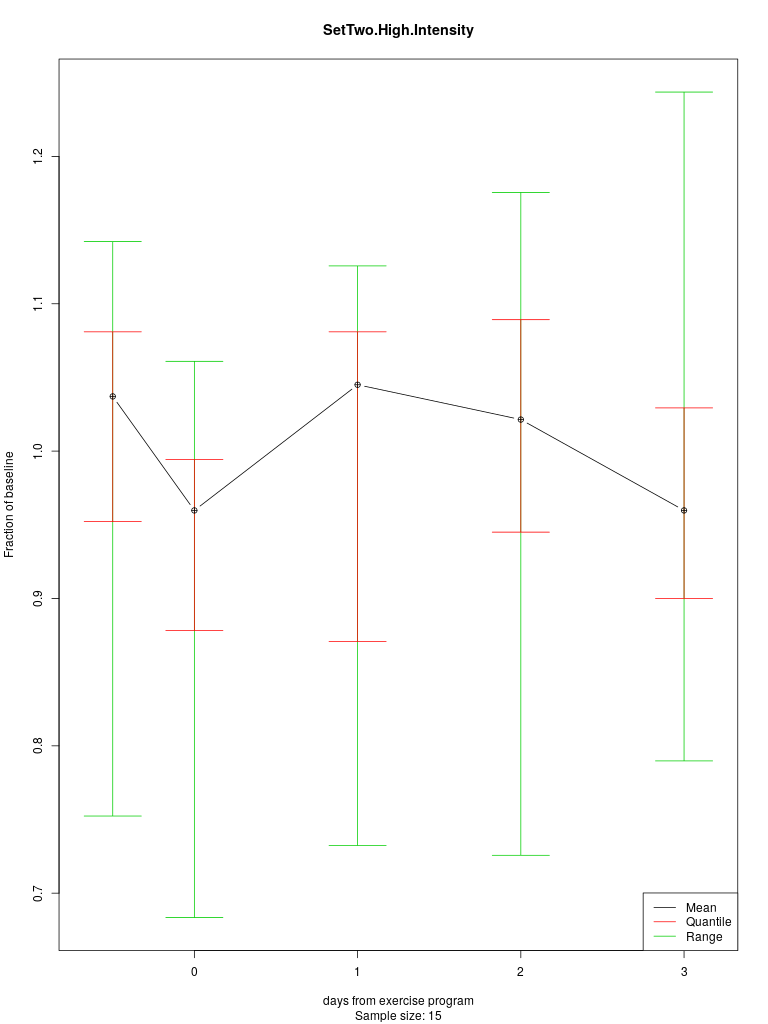 SetTwo.High.Intensity
Fraction of baseline
1.2
1.1
1.0
0.9
0.8
0.7
0 1 2 3
Mean
Quantile
Range
days from exercise program
Sample size: 15